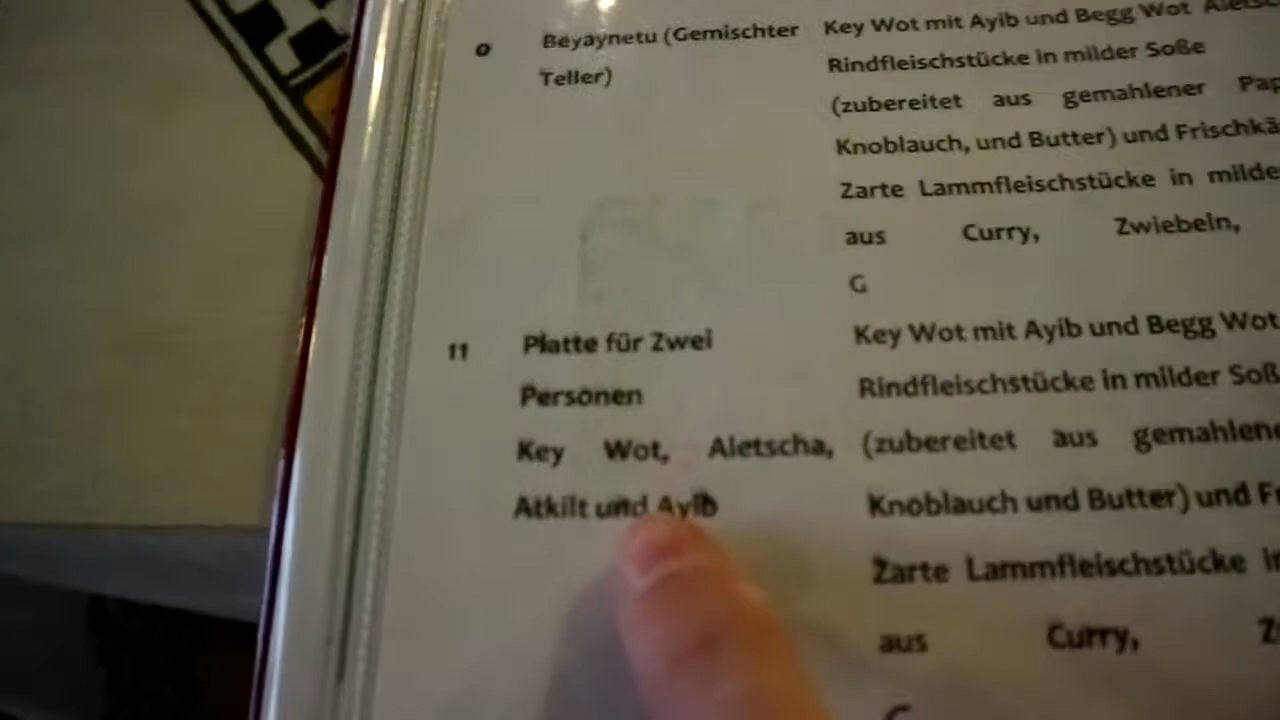 o Beyaynetu (Gemischter Key Wot mit Ayib und Begg Wot
Teller) Rindfleischstücke in milder Soße
(zubereitet aus gemahlener
Knoblauch, und Butter) und
Zarte Lammfleischstücke in
aus Curry, Zwiebeln,
G
11 Platte für Zwei Key Wot mit Ayib und Begg Wot
Personen Rindfleischstücke in milder
Key Wot, Aletscha, (zubereitet aus
Atkilt und Ayib Knoblauch und Butter) und
Zarte Lammfleischstücke
aus Curry,